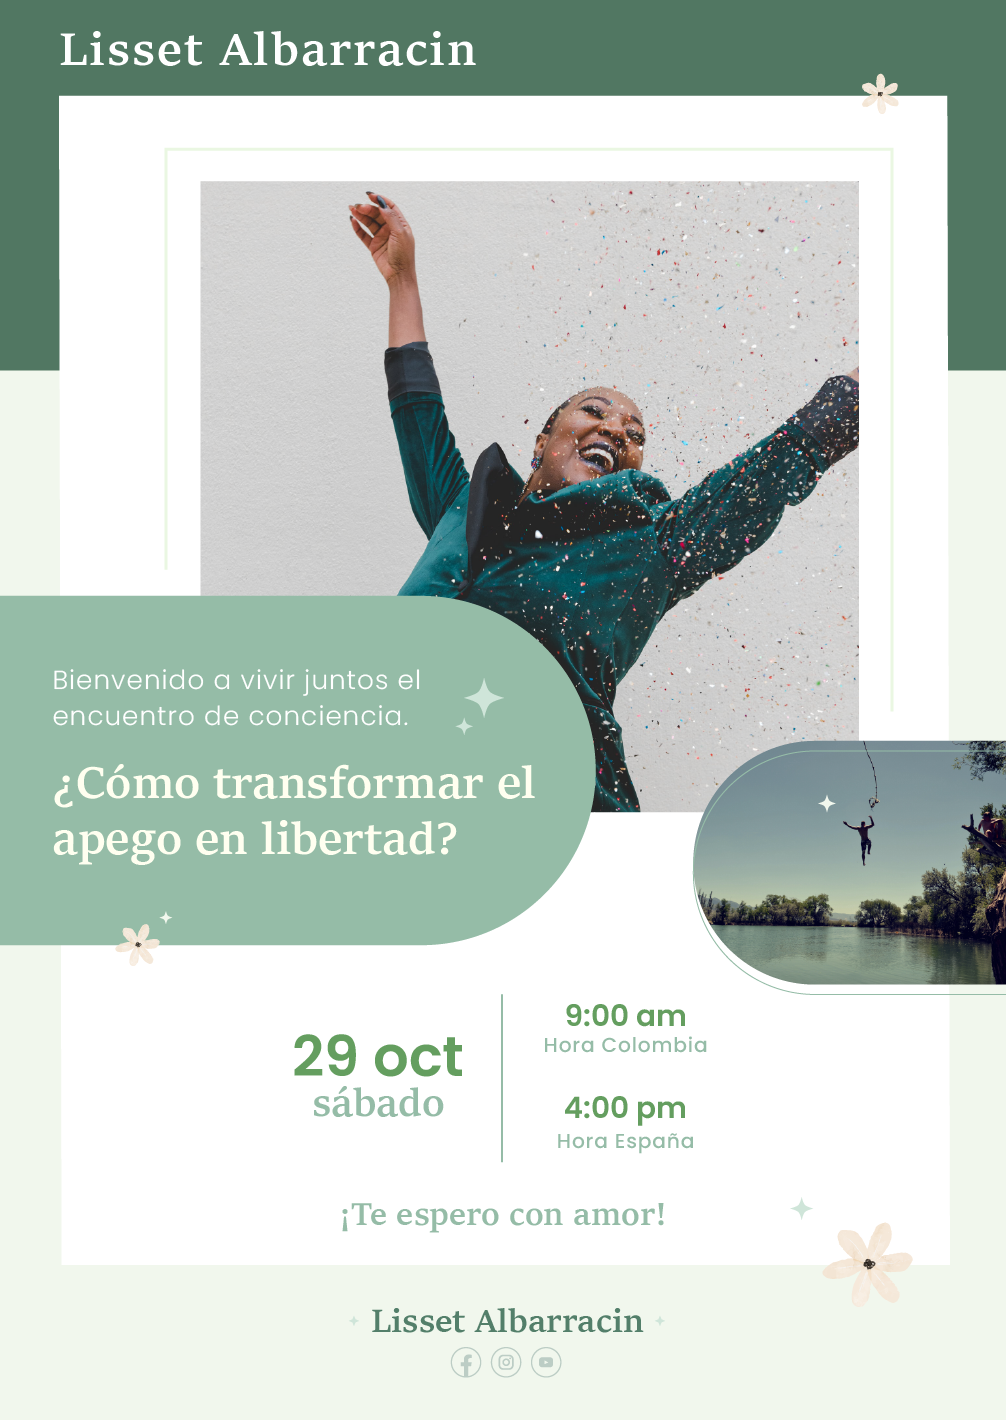 Lisset Albarracin
Bienvenido a vivir juntos el
encuentro de conciencia.
¿Cómo transformar el
apego en libertad?
29 oct
sábado
9:00 am
Hora Colombia
4:00 pm
Hora España
¡Te espero con amor!
Lisset Albarracin